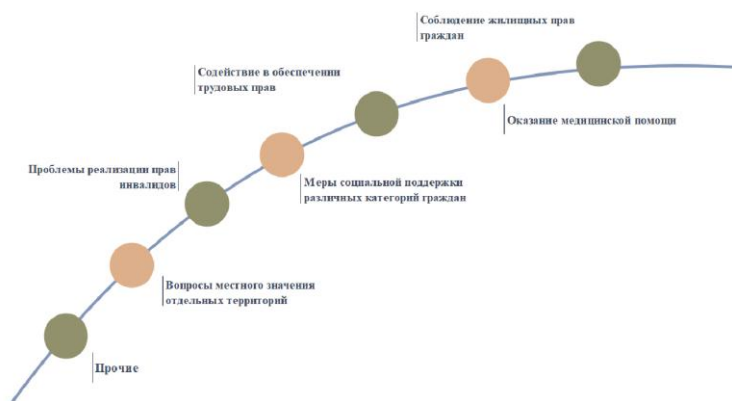 Соблюдение жилищных прав
граждан
Содействие в обеспечении
трудовых прав
Оказание медицинской помощи
Проблемы реализации прав
инвалидов
Меры социальной поддержки
различных категорий граждан
Вопросы местного значения
отдельных территорий
Прочие